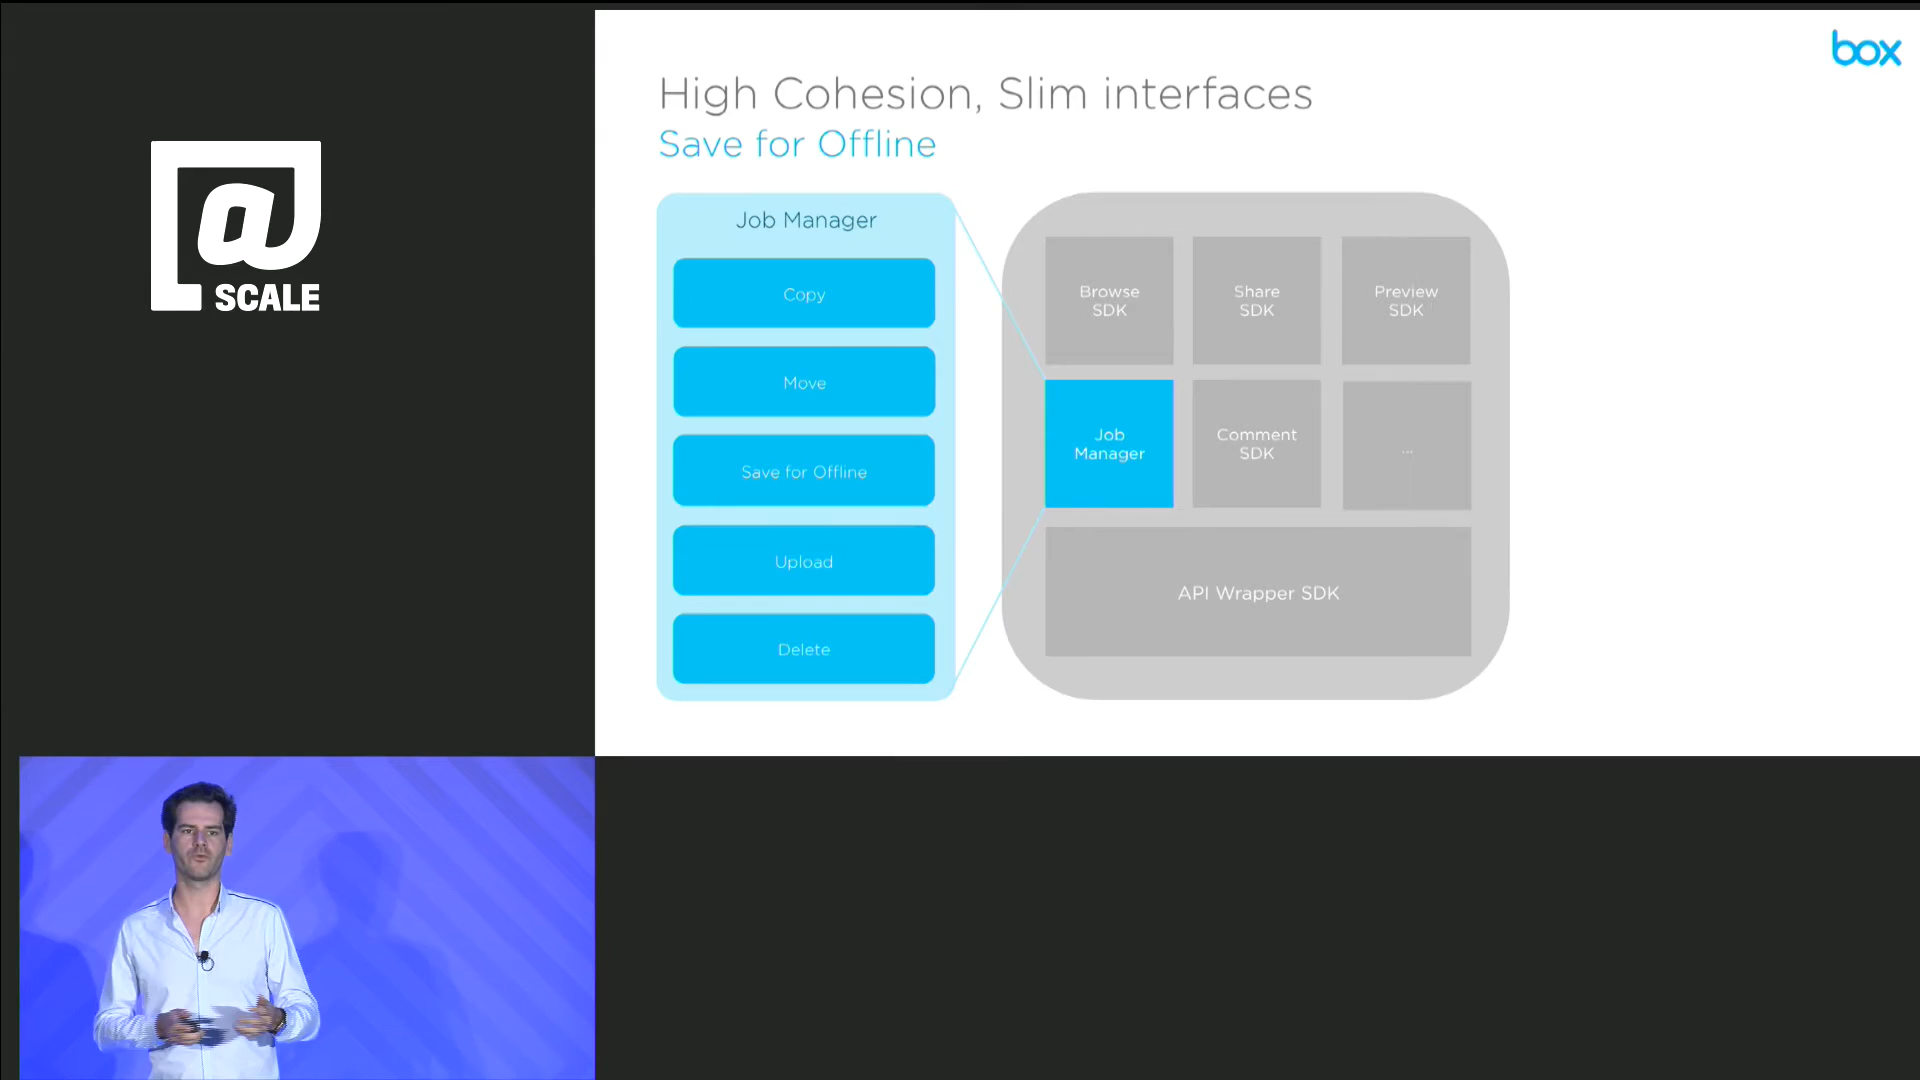 box
High Cohesion, Slim interfaces
Save for Offline
@
SCALE
Job Manager
Copy
Move
Save for Offline
Upload
Delete
Browse
SDK
Share
SDK
Preview
SDK
Job
Manager
Comment
SDK
...
API Wrapper SDK